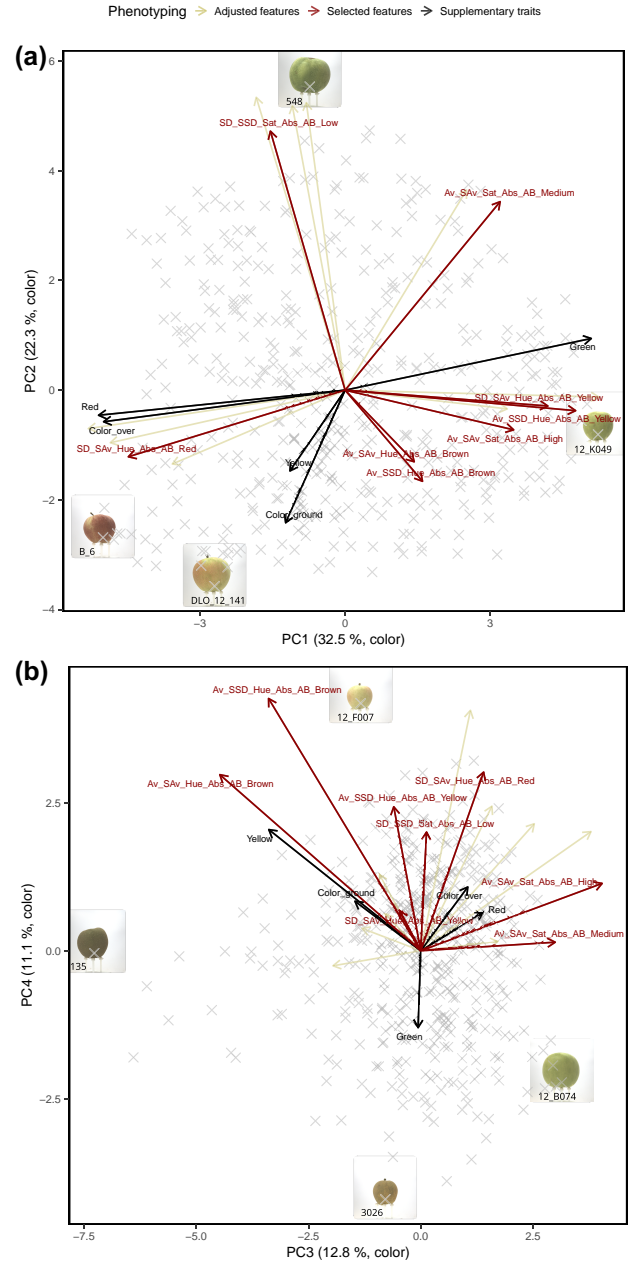 Phenotyping Adjusted features Selected features Supplementary traits
(a)
6
548
SD_SSD_Sat_Abs_AB_Low
4
Av_SAv_Sat_Abs_AB_Medium
2
PC2 (22.3 %, color)
Green
0
SD_SAv_Hue_Abs_AB_Yellow
Red
Av_SSD_Hue_Abs_AB_Yellow
Color_over
Av_SAv_Sat_Abs_AB_High
SD_SAv_Hue_Abs_AB_Red
Av_SAv_Hue_Abs_AB_Brown
12_K049
Yellow
Av_SSD_Hue_Abs_AB_Brown
−2
Color_ground
B_6
DLO_12_141
−4
−3
0
3
PC1 (32.5 %, color)
(b)
Av_SSD_Hue_Abs_AB_Brown
12_F007
Av_SAv_Hue_Abs_AB_Brown
SD_SAv_Hue_Abs_AB_Red
2.5
Av_SSD_Hue_Abs_AB_Yellow
SD_SSD_Sat_Abs_AB_Low
Yellow
Av_SAv_Sat_Abs_AB_High
Color_ground
Color_over
Red
SD_SAv_Hue_Abs_AB_Yellow
Av_SAv_Sat_Abs_AB_Medium
PC4 (11.1 %, color)
0.0
135
Green
−2.5
12_B074
3026
−7.5
−5.0
−2.5
0.0
2.5
PC3 (12.8 %, color)